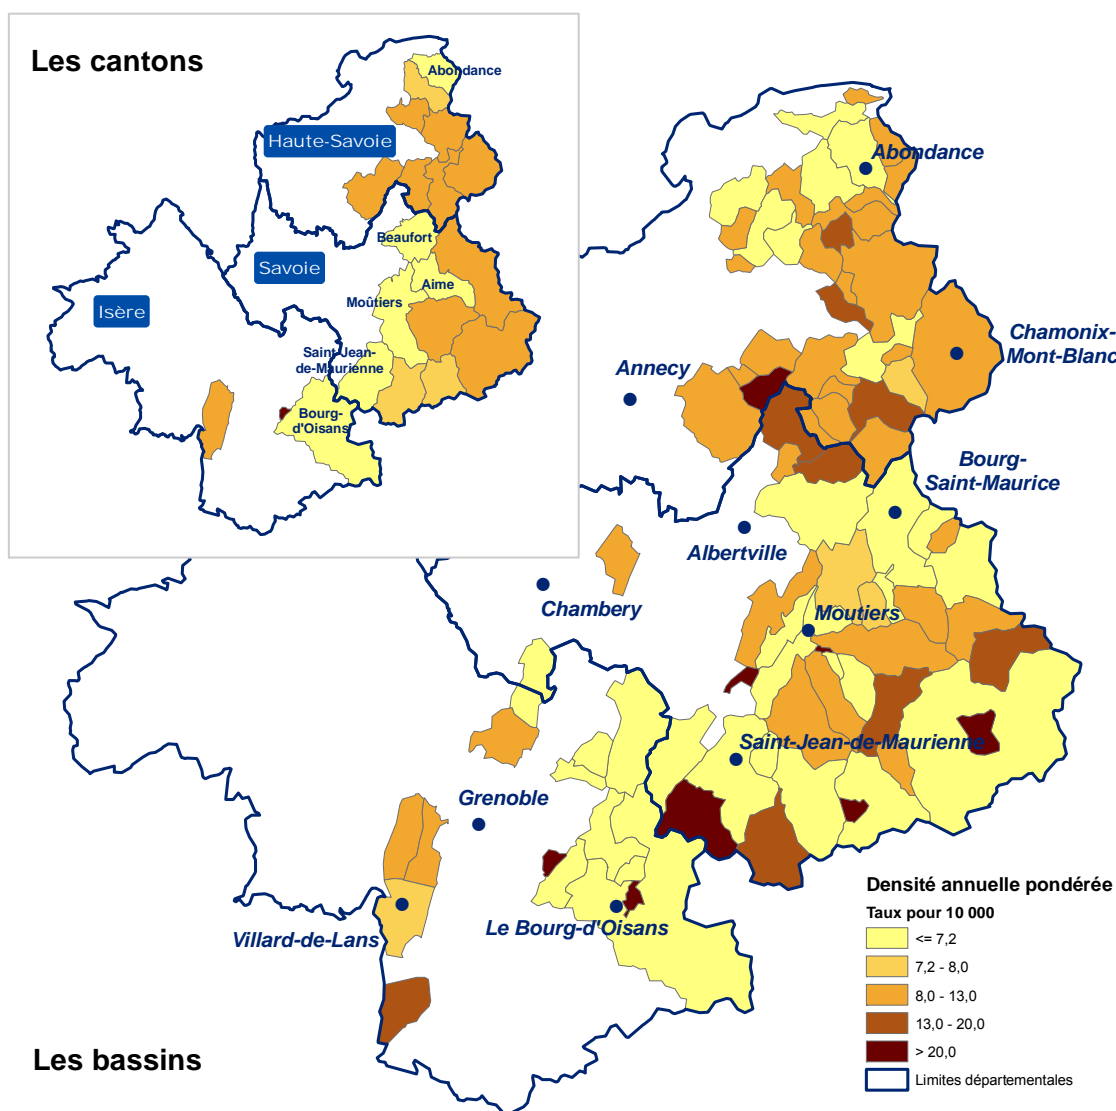 Les cantons
Abondance
Haute-Savoie
Beaufort
Savoie
Aime
Moûtiers
Isère
Saint-Jean-
de-Maurienne
Bourg-
d'Oisans
Abondance
Chamonix-
Mont-Blanc
Annecy
Bourg-
Saint-Maurice
Albertville
Chambery
Moutiers
Saint-Jean-de-Maurienne
Grenoble
Le Bourg-d'Oisans
Villard-de-Lans
Densité annuelle pondérée
Taux pour 10 000
<= 7,2
7,2 - 8,0
8,0 - 13,0
13,0 - 20,0
> 20,0
Limites départementales
Les bassins